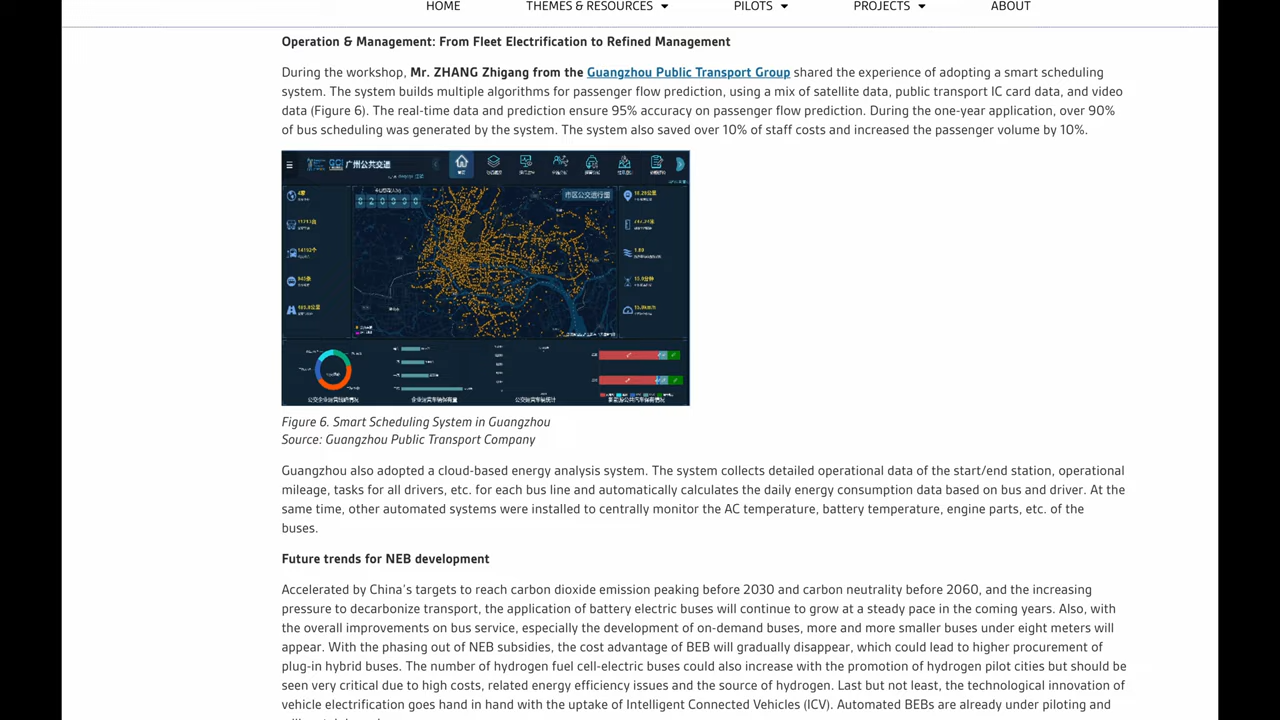 HOME THEMES & RESOURCES PILOTS PROJECTS ABOUT
Operation & Management: From Fleet Electrification to Refined Management
During the workshop, Mr. ZHANG Zhigang from the Guangzhou Public Transport Group shared the experience of adopting a smart scheduling
system. The system builds multiple algorithms for passenger flow prediction, using a mix of satellite data, public transport IC card data, and video
data (Figure 6). The real-time data and prediction ensure 95% accuracy on passenger flow prediction. During the one-year application, over 90%
of bus scheduling was generated by the system. The system also saved over 10% of staff costs and increased the passenger volume by 10%.
广州公共交通
市区公交运行图
Figure 6. Smart Scheduling System in Guangzhou
Source: Guangzhou Public Transport Company
Guangzhou also adopted a cloud-based energy analysis system. The system collects detailed operational data of the start/end station, operational
mileage, tasks for all drivers, etc. for each bus line and automatically calculates the daily energy consumption data based on bus and driver. At the
same time, other automated systems were installed to centrally monitor the AC temperature, battery temperature, engine parts, etc. of the
buses.
Future trends for NEB development
Accelerated by China's targets to reach carbon dioxide emission peaking before 2030 and carbon neutrality before 2060, and the increasing
pressure to decarbonize transport, the application of battery electric buses will continue to grow at a steady pace in the coming years. Also, with
the overall improvements on bus service, especially the development of on-demand buses, more and more smaller buses under eight meters will
appear. With the phasing out of NEB subsidies, the cost advantage of BEB will gradually disappear, which could lead to higher procurement of
plug-in hybrid buses. The number of hydrogen fuel cell-electric buses could also increase with the promotion of hydrogen pilot cities but should be
seen very critical due to high costs, related energy efficiency issues and the source of hydrogen. Last but not least, the technological innovation of
vehicle electrification goes hand in hand with the uptake of Intelligent Connected Vehicles (ICV). Automated BEBs are already under piloting and